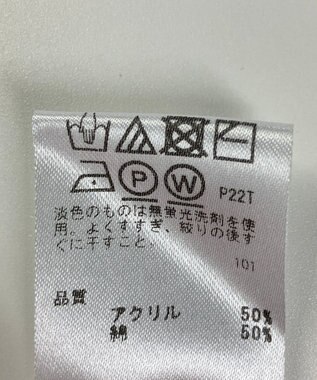 P W P22T
淡色のものは無蛍光洗剤を使
用。よくすすぎ、絞りの後す
ぐに干すこと。
101
品質
アクリル 50%
綿 50%